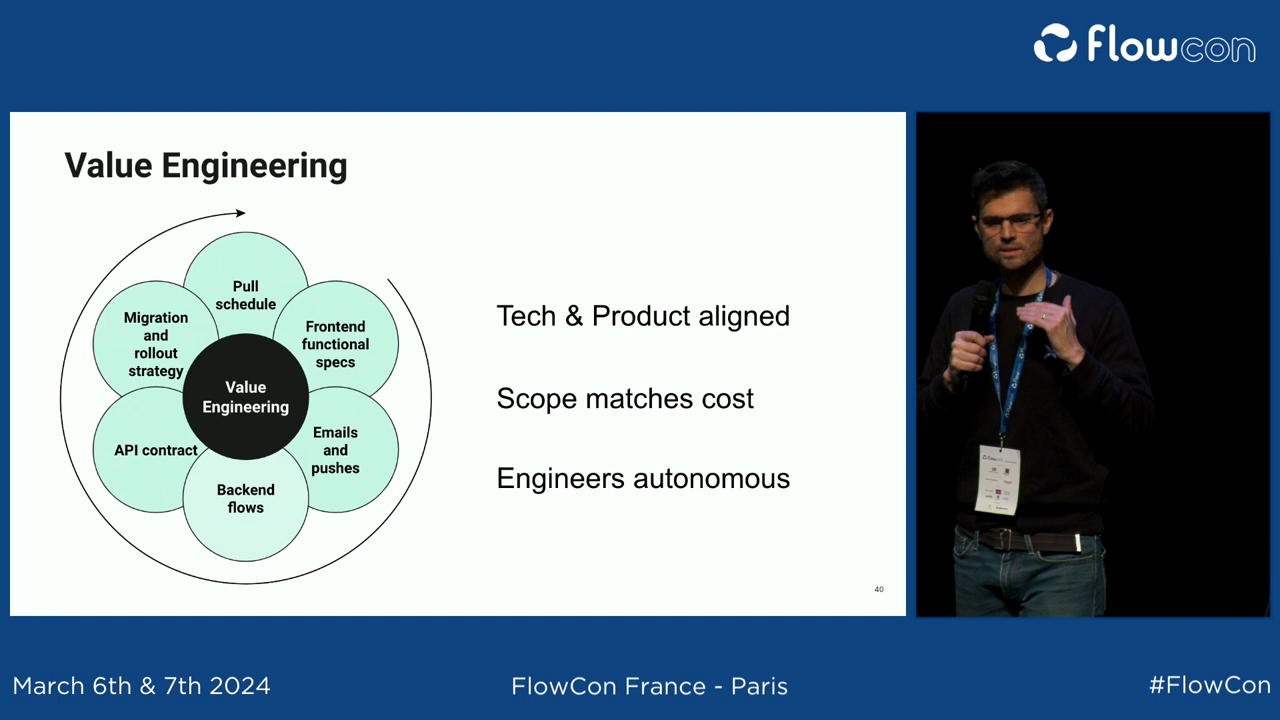 flowcon
Value Engineering
Pull
schedule
Frontend
functional
specs
Emails
and
pushes
Backend
flows
API contract
Migration
and
rollout
strategy
Value
Engineering
Tech & Product aligned
Scope matches cost
Engineers autonomous
40
March 6th & 7th 2024
FlowCon France - Paris
#FlowCon